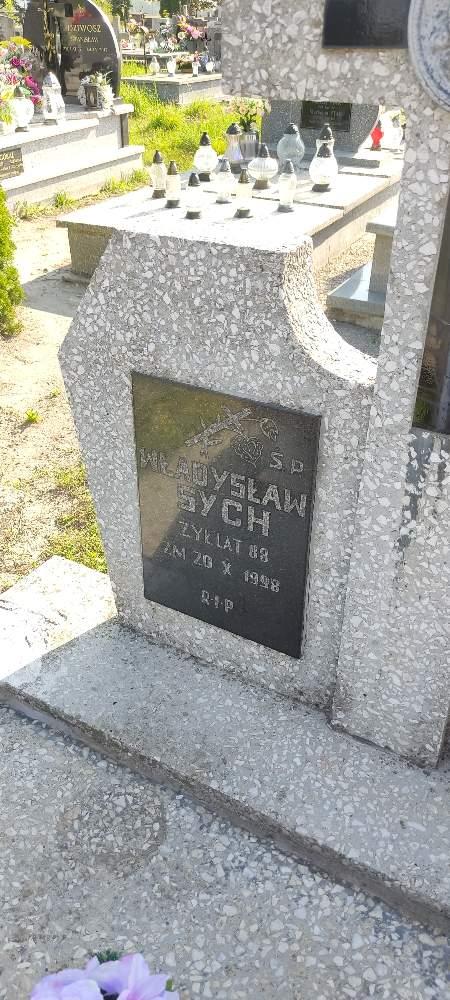 S.P
WŁADYSŁAW
SYCH
ŻYŁ LAT 88
ZM 20 X 1998
R·I·P